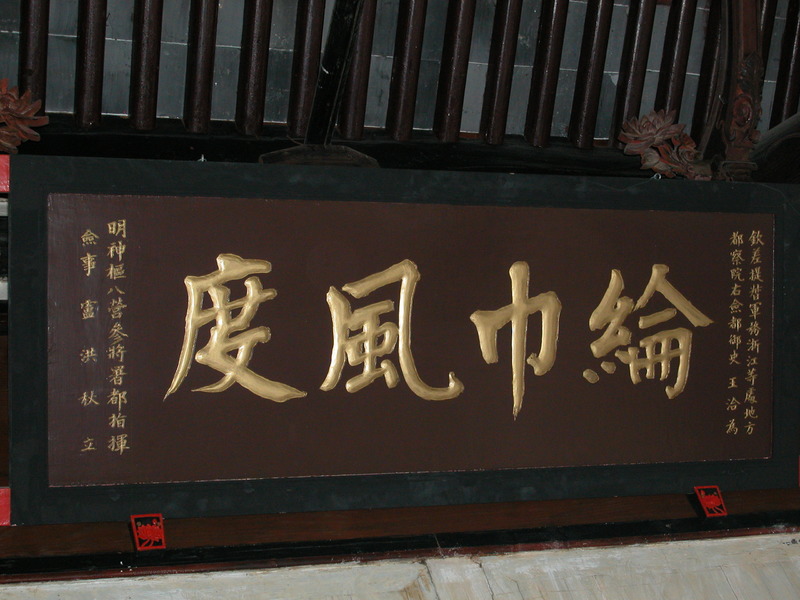 欽差提督軍務浙江等處地方
都察院右僉都御史王洽為
綸巾風度
明神樞八營參將署都指揮
僉事盧洪秋立